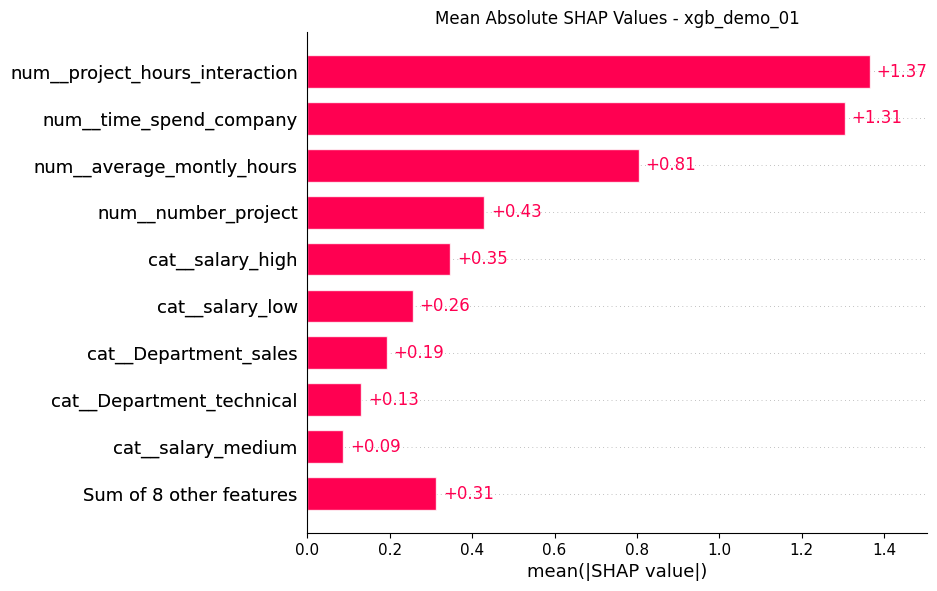 Mean Absolute SHAP Values - xgb_demo_01
num__project_hours_interaction +1.37
num__time_spend_company +1.31
num__average_montly_hours +0.81
num__number_project +0.43
cat__salary_high +0.35
cat__salary_low +0.26
cat__Department_sales +0.19
cat__Department_technical +0.13
cat__salary_medium +0.09
Sum of 8 other features +0.31
0.0 0.2 0.4 0.6 0.8 1.0 1.2 1.4
mean(|SHAP value|)